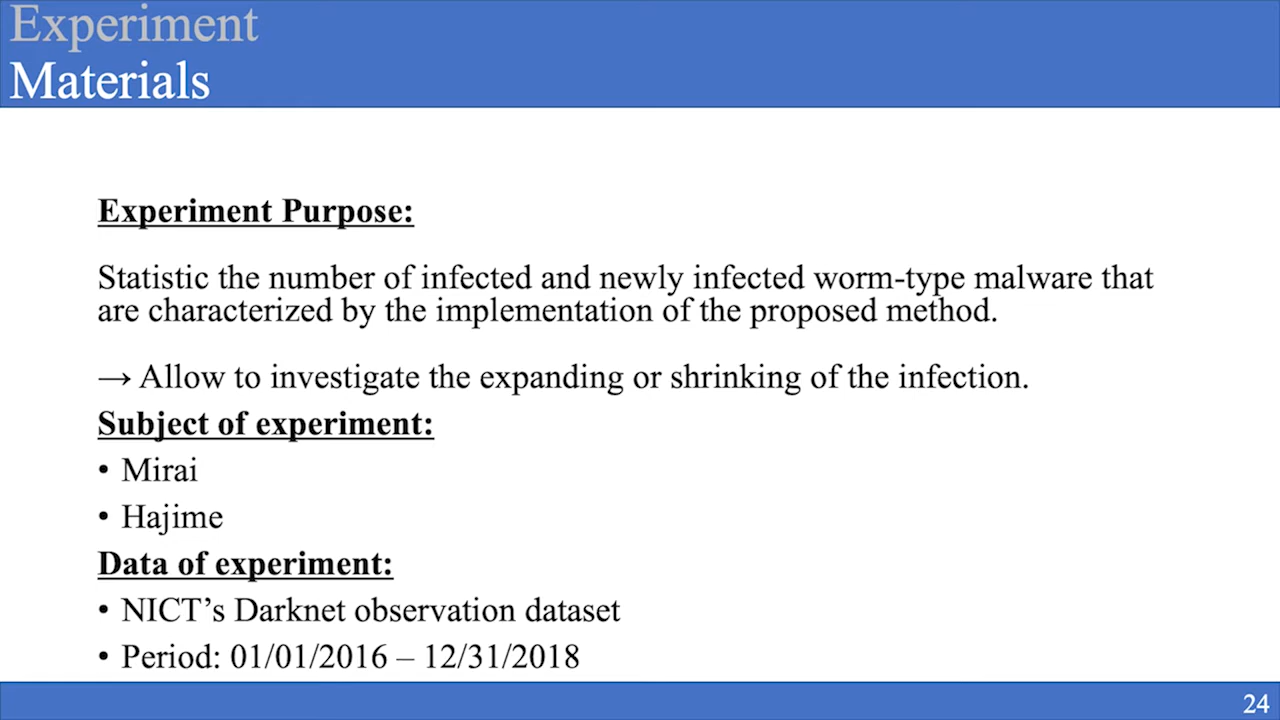 Experiment
Materials
Experiment Purpose:
Statistic the number of infected and newly infected worm-type malware that
are characterized by the implementation of the proposed method.
→ Allow to investigate the expanding or shrinking of the infection.
Subject of experiment:
• Mirai
• Hajime
Data of experiment:
• NICT’s Darknet observation dataset
• Period: 01/01/2016 – 12/31/2018
24